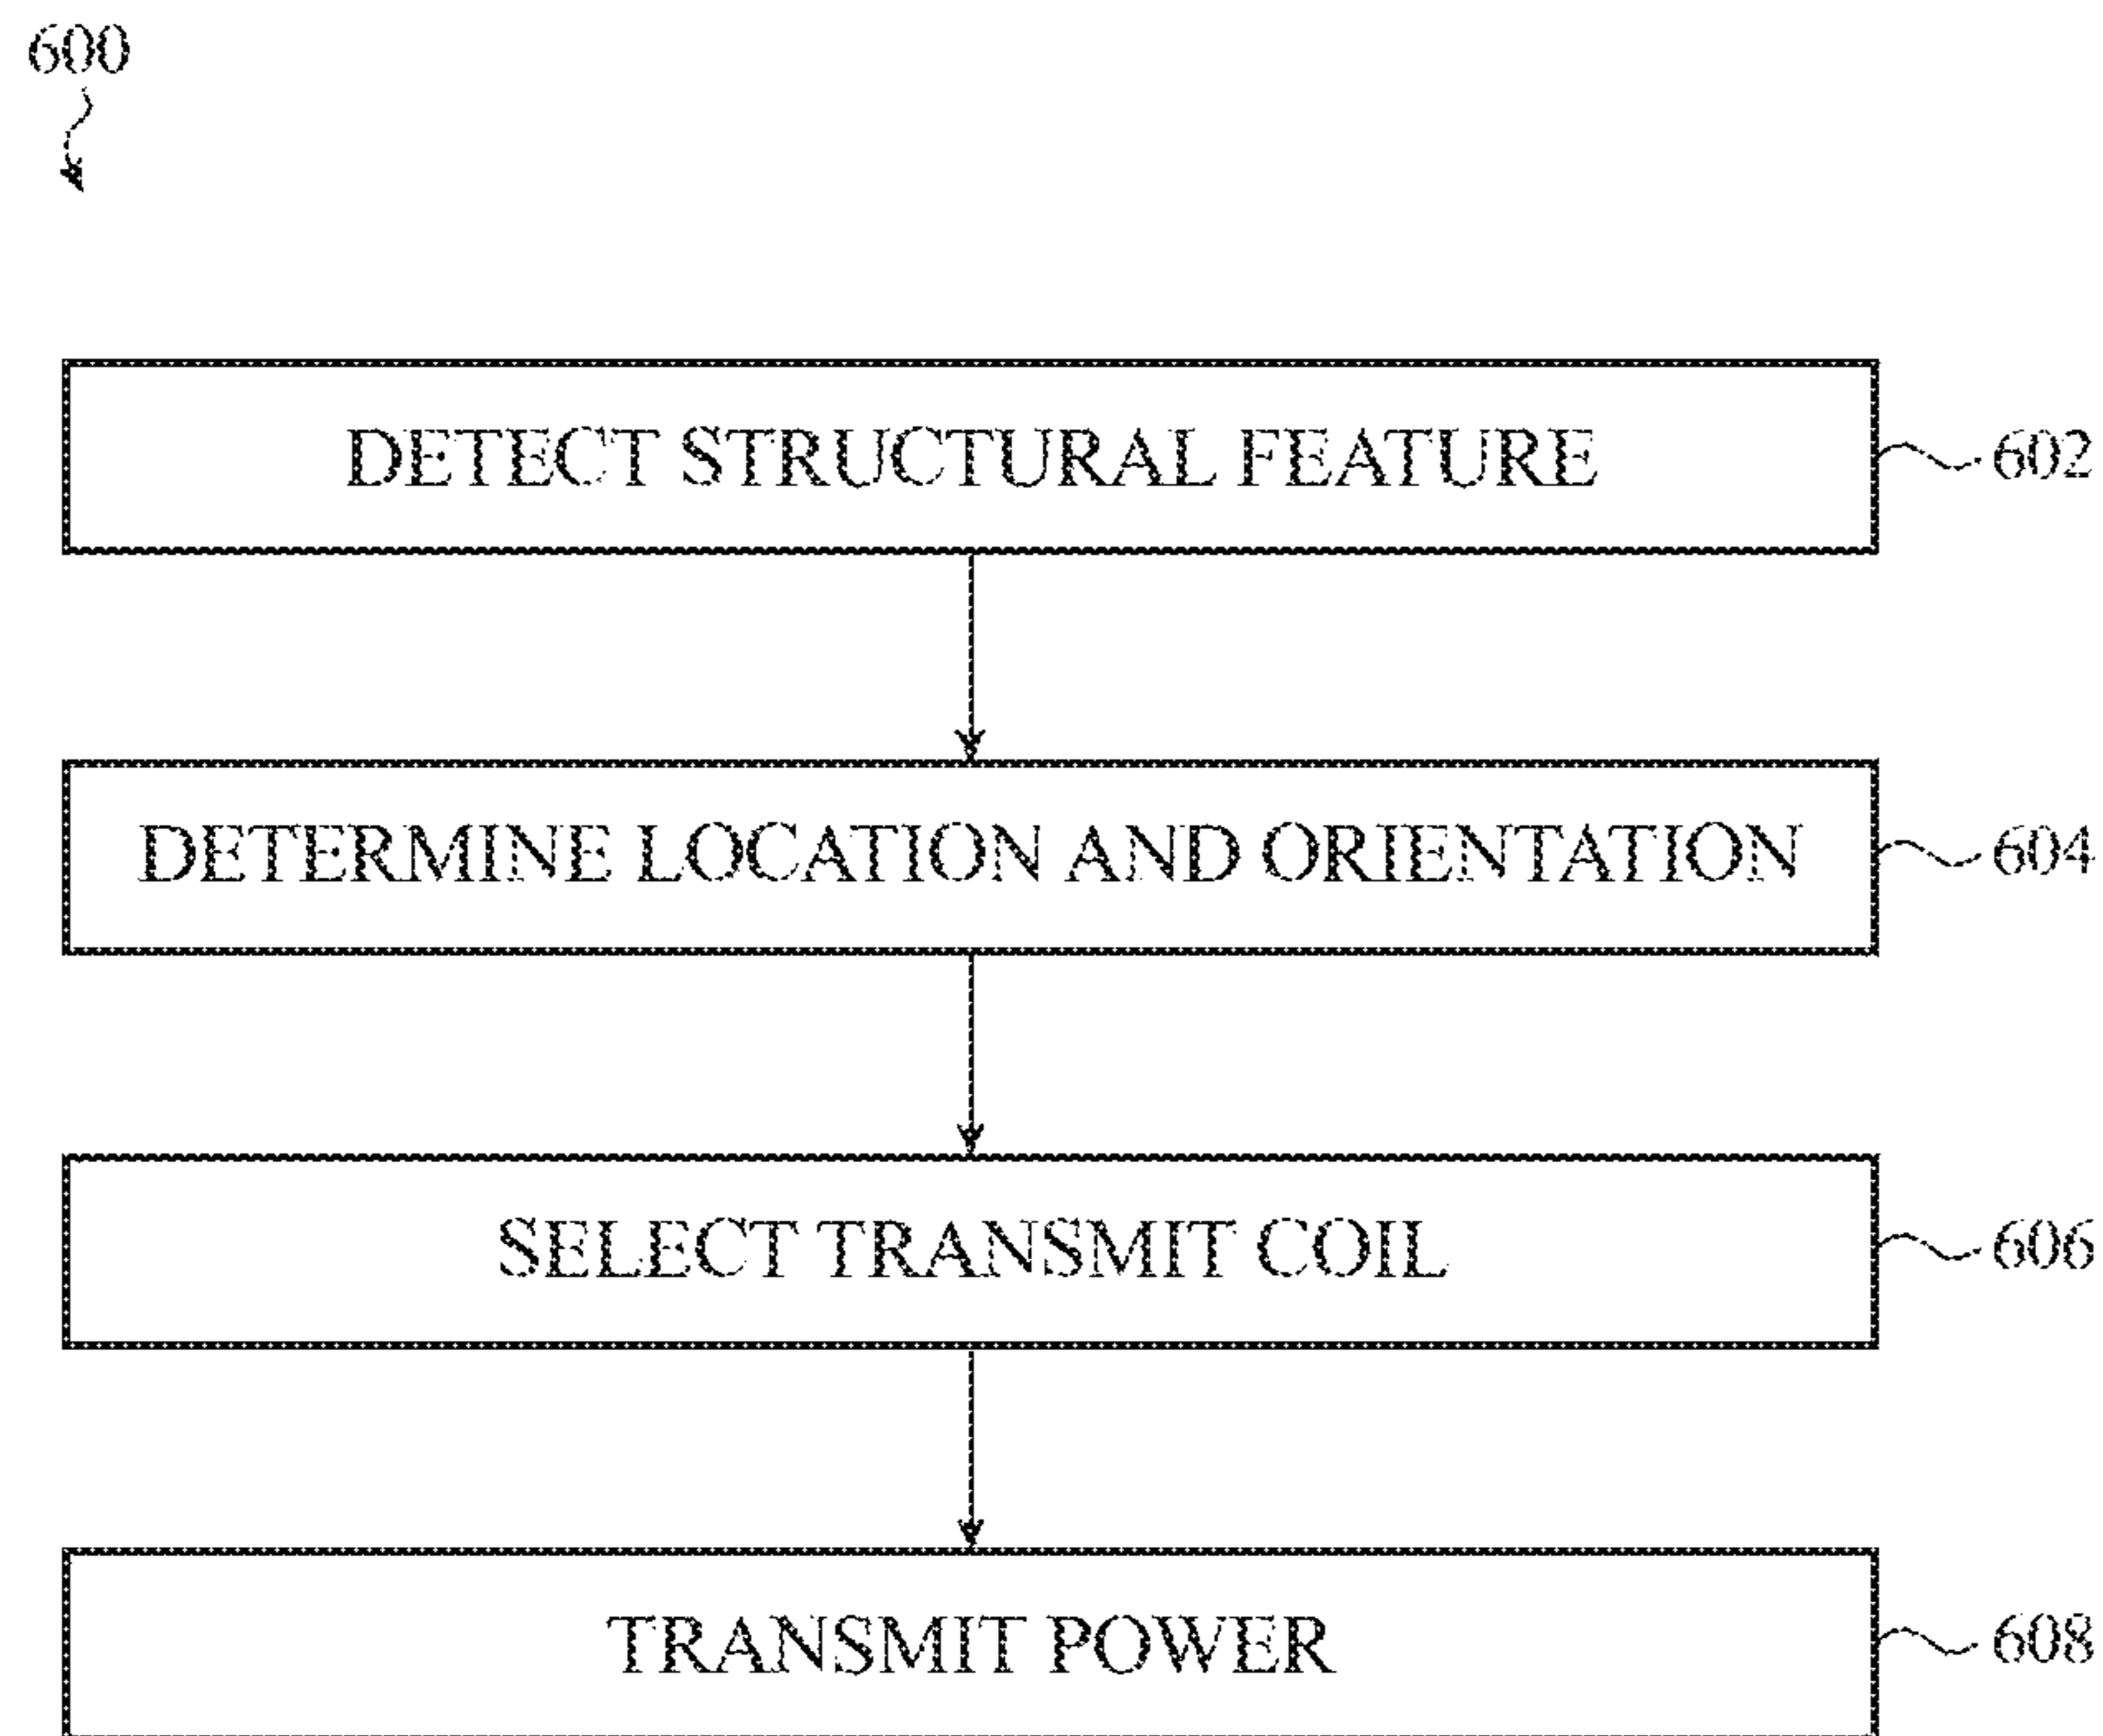 600
DETECT STRUCTURAL FEATURE
602
DETERMINE LOCATION AND ORIENTATION
604
SELECT TRANSMIT COIL
606
TRANSMIT POWER
608